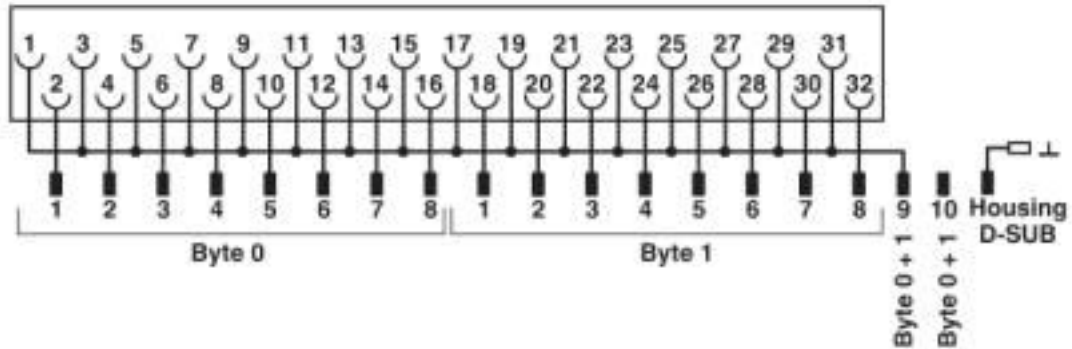 1 3 5 7 9 11 13 15 17 19 21 23 25 27 29 31
2 4 6 8 10 12 14 16 18 20 22 24 26 28 30 32
1 2 3 4 5 6 7 8 1 2 3 4 5 6 7 8 9 10 Housing
D-SUB
Byte 0 Byte 1
Byte 0 + 1
Byte 0 + 1